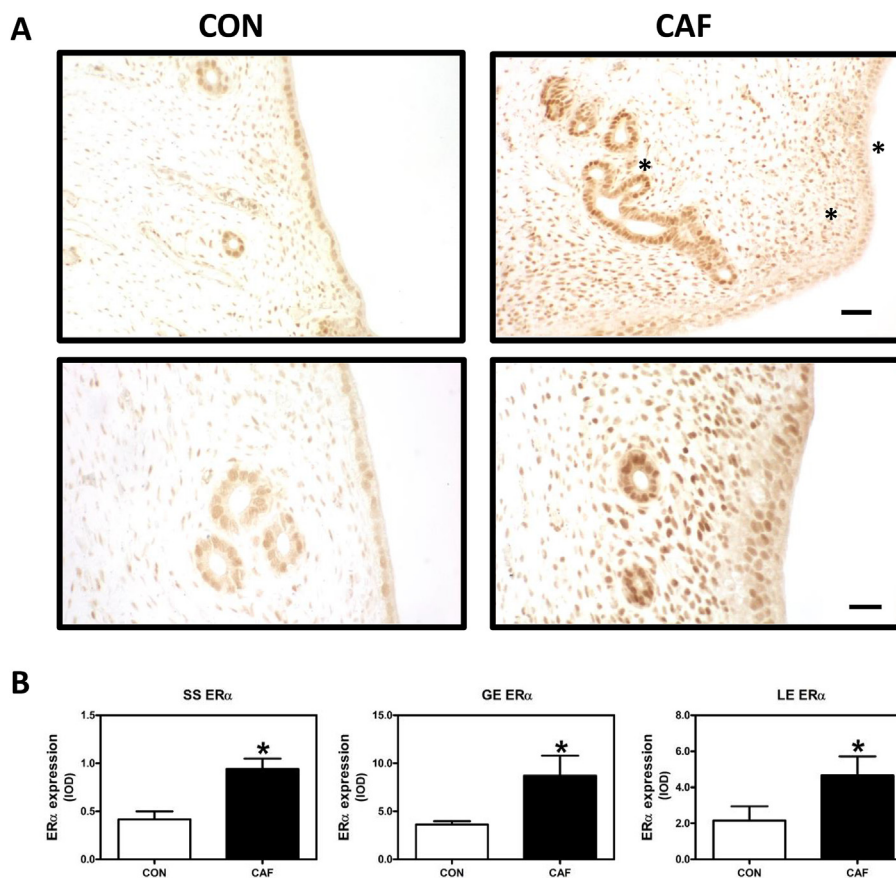 A
CON
CAF
*
*
*
B
SS ERα
ERα expression
(IOD)
1.5
1.0
0.5
0.0
*
CON
CAF
GE ERα
ERα expression
(IOD)
15.0
10.0
5.0
0.0
*
CON
CAF
LE ERα
ERα expression
(IOD)
8.0
6.0
4.0
2.0
0.0
*
CON
CAF